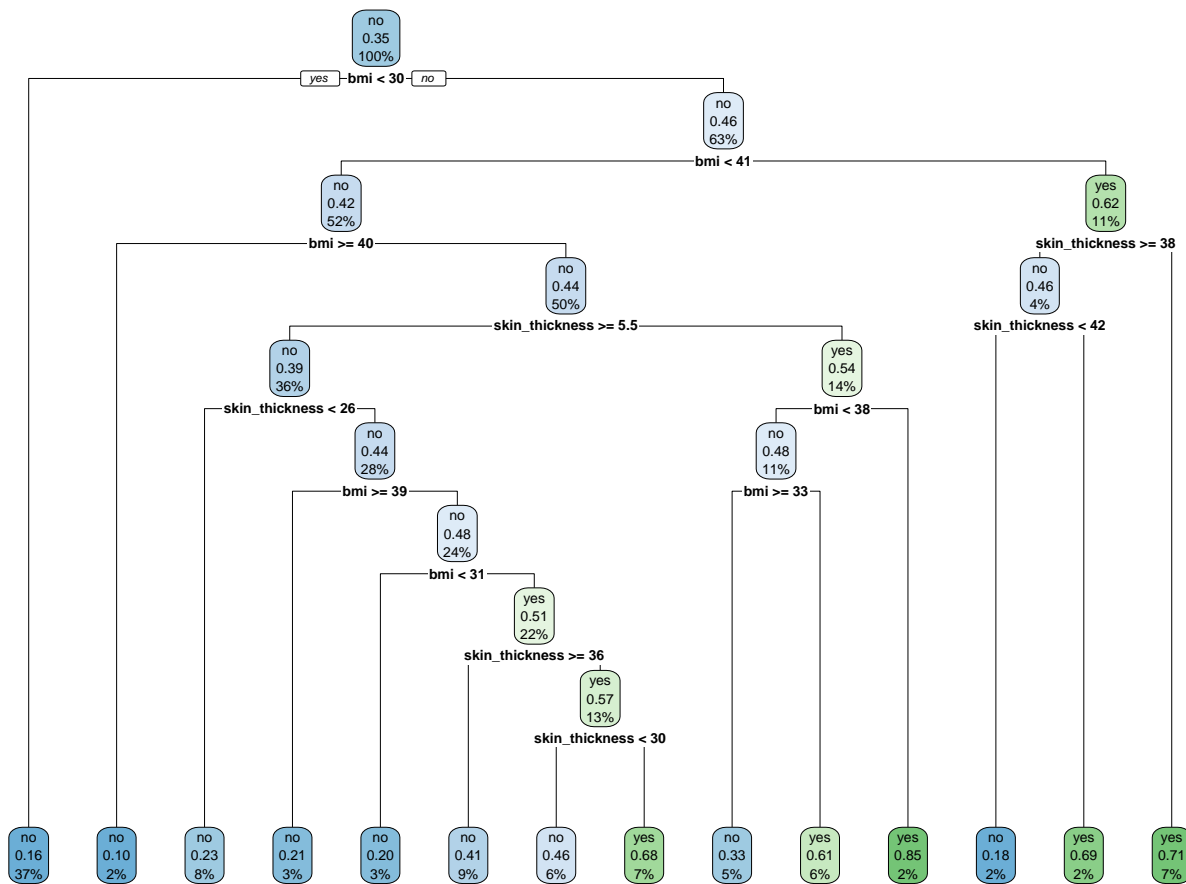 no
0.35
100%
yes bmi < 30 no
no
0.46
63%
bmi < 41
no
0.42
52%
yes
0.62
11%
bmi >= 40
skin_thickness >= 38
no
0.44
50%
no
0.46
4%
skin_thickness >= 5.5
skin_thickness < 42
no
0.39
36%
yes
0.54
14%
skin_thickness < 26
bmi < 38
no
0.44
28%
no
0.48
11%
bmi >= 39
bmi >= 33
no
0.48
24%
bmi < 31
yes
0.51
22%
skin_thickness >= 36
yes
0.57
13%
skin_thickness < 30
no
0.16
37%
no
0.10
2%
no
0.23
8%
no
0.21
3%
no
0.20
3%
no
0.41
9%
no
0.46
6%
yes
0.68
7%
no
0.33
5%
yes
0.61
6%
yes
0.85
2%
no
0.18
2%
yes
0.69
2%
yes
0.71
7%